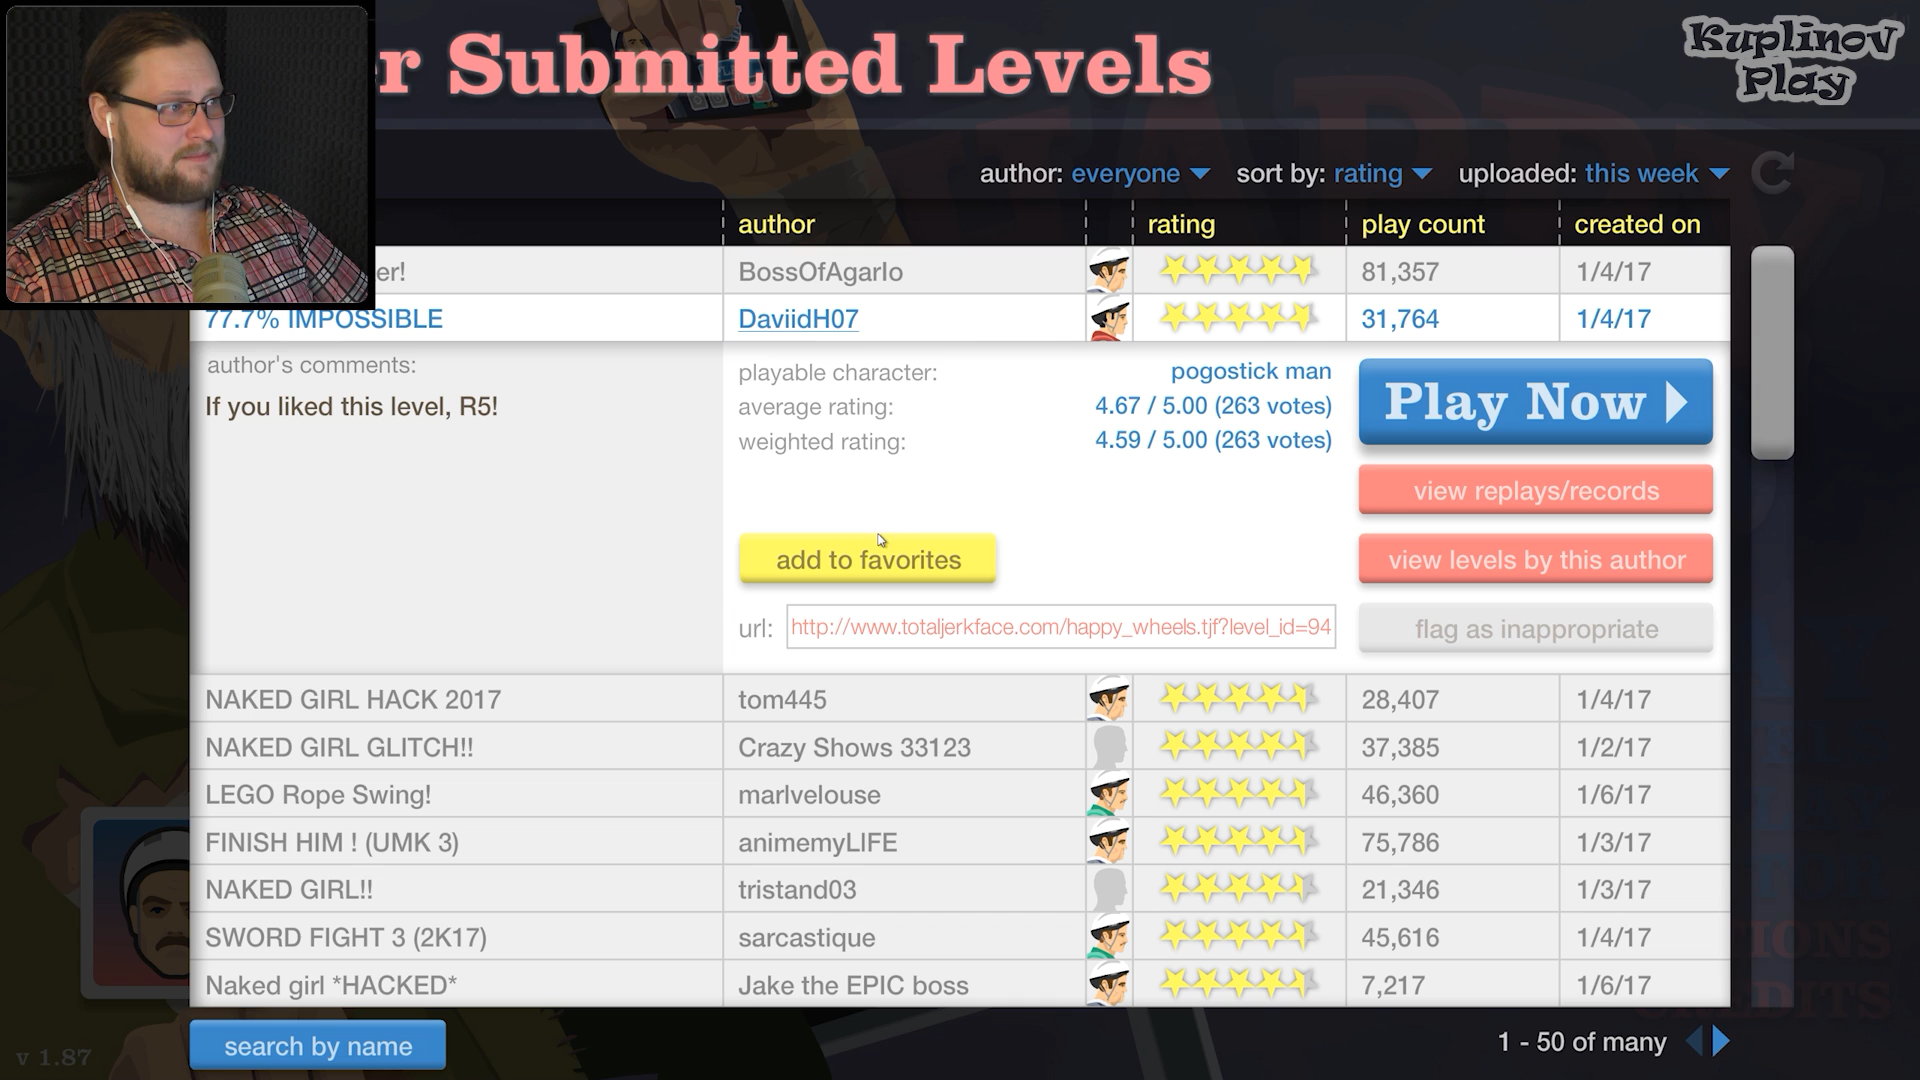 r Submitted Levels
Kuplinov
Play
author: everyone sort by: rating uploaded: this week
author rating play count created on
er! BossOfAgarIo 81,357 1/4/17
77.7% IMPOSSIBLE DaviidH07 31,764 1/4/17
author's comments:
If you liked this level, R5!
playable character: pogostick man
average rating: 4.67 / 5.00 (263 votes)
weighted rating: 4.59 / 5.00 (263 votes)
Play Now
view replays/records
add to favorites
view levels by this author
url: http://www.totaljerkface.com/happy_wheels.tjf?level_id=94
flag as inappropriate
NAKED GIRL HACK 2017 tom445 28,407 1/4/17
NAKED GIRL GLITCH!! Crazy Shows 33123 37,385 1/2/17
LEGO Rope Swing! marlvelouse 46,360 1/6/17
FINISH HIM ! (UMK 3) animemyLIFE 75,786 1/3/17
NAKED GIRL!! tristand03 21,346 1/3/17
SWORD FIGHT 3 (2K17) sarcastique 45,616 1/4/17
Naked girl *HACKED* Jake the EPIC boss 7,217 1/6/17
search by name
1 - 50 of many
v 1.87